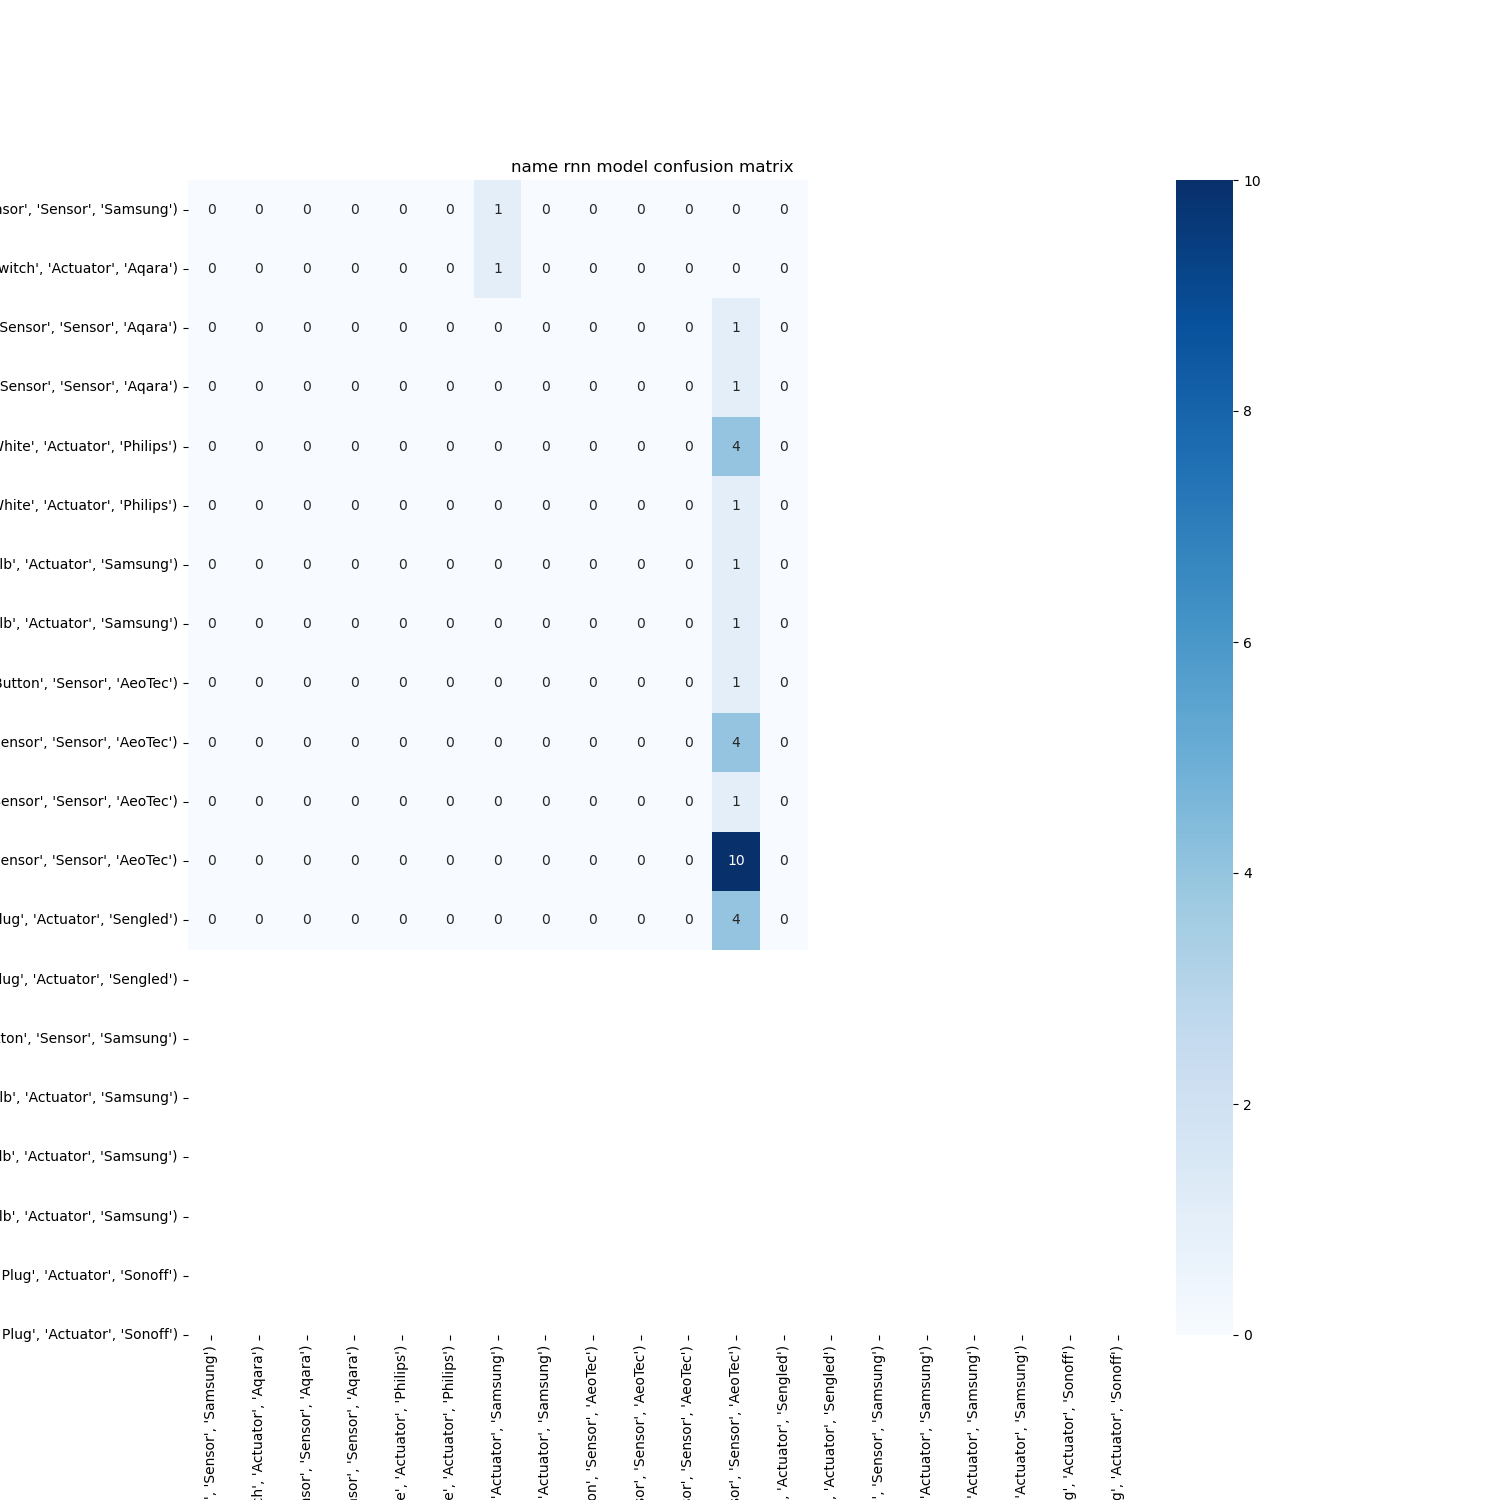 name rnn model confusion matrix
nsor', 'Sensor', 'Samsung') 0 0 0 0 0 0 1 0 0 0 0 0 0
witch', 'Actuator', 'Aqara') 0 0 0 0 0 0 1 0 0 0 0 0 0
Sensor', 'Sensor', 'Aqara') 0 0 0 0 0 0 0 0 0 0 0 1 0
Sensor', 'Sensor', 'Aqara') 0 0 0 0 0 0 0 0 0 0 0 1 0
White', 'Actuator', 'Philips') 0 0 0 0 0 0 0 0 0 0 0 4 0
White', 'Actuator', 'Philips') 0 0 0 0 0 0 0 0 0 0 0 1 0
lb', 'Actuator', 'Samsung') 0 0 0 0 0 0 0 0 0 0 0 1 0
lb', 'Actuator', 'Samsung') 0 0 0 0 0 0 0 0 0 0 0 1 0
Button', 'Sensor', 'AeoTec') 0 0 0 0 0 0 0 0 0 0 0 1 0
ensor', 'Sensor', 'AeoTec') 0 0 0 0 0 0 0 0 0 0 0 4 0
ensor', 'Sensor', 'AeoTec') 0 0 0 0 0 0 0 0 0 0 0 1 0
ensor', 'Sensor', 'AeoTec') 0 0 0 0 0 0 0 0 0 0 0 10 0
lug', 'Actuator', 'Sengled') 0 0 0 0 0 0 0 0 0 0 0 4 0
lug', 'Actuator', 'Sengled')
ton', 'Sensor', 'Samsung')
lb', 'Actuator', 'Samsung')
lb', 'Actuator', 'Samsung')
lb', 'Actuator', 'Samsung')
Plug', 'Actuator', 'Sonoff')
Plug', 'Actuator', 'Sonoff')
', 'Sensor', 'Samsung')
ch', 'Actuator', 'Aqara')
sor', 'Sensor', 'Aqara')
sor', 'Sensor', 'Aqara')
e', 'Actuator', 'Philips')
e', 'Actuator', 'Philips')
'Actuator', 'Samsung')
'Actuator', 'Samsung')
on', 'Sensor', 'AeoTec')
sor', 'Sensor', 'AeoTec')
sor', 'Sensor', 'AeoTec')
sor', 'Sensor', 'AeoTec')
, 'Actuator', 'Sengled')
, 'Actuator', 'Sengled')
', 'Sensor', 'Samsung')
'Actuator', 'Samsung')
'Actuator', 'Samsung')
'Actuator', 'Samsung')
g', 'Actuator', 'Sonoff')
g', 'Actuator', 'Sonoff')
10
8
6
4
2
0